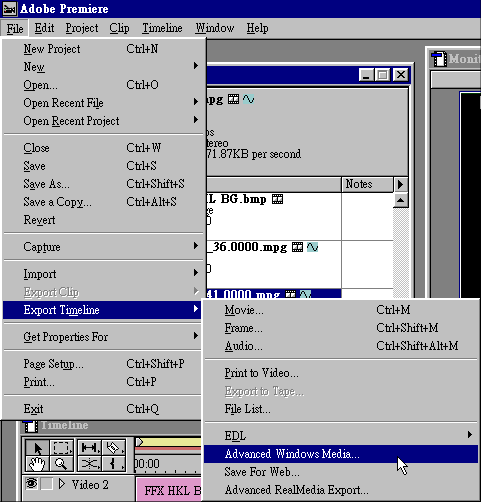 Adobe Premiere
File Edit Project Clip Timeline Window Help
New Project Ctrl+N
New
Open... Ctrl+O
Open Recent File
Open Recent Project
Close Ctrl+W
Save Ctrl+S
Save As... Ctrl+Shift+S
Save a Copy... Ctrl+Alt+S
Revert
Capture
Import
Export Clip
Export Timeline
Get Properties For
Page Setup... Ctrl+Shift+P
Print... Ctrl+P
Exit Ctrl+Q
Movie... Ctrl+M
Frame... Ctrl+Shift+M
Audio... Ctrl+Shift+Alt+M
Print to Video...
Export to Tape...
File List...
EDL
Advanced Windows Media...
Save For Web...
Advanced RealMedia Export...
71.87KB per second
Notes
BG.bmp
_36.0000.mpg
41.0000.mpg
Timeline
00:00
Video 2
FFX HKL B